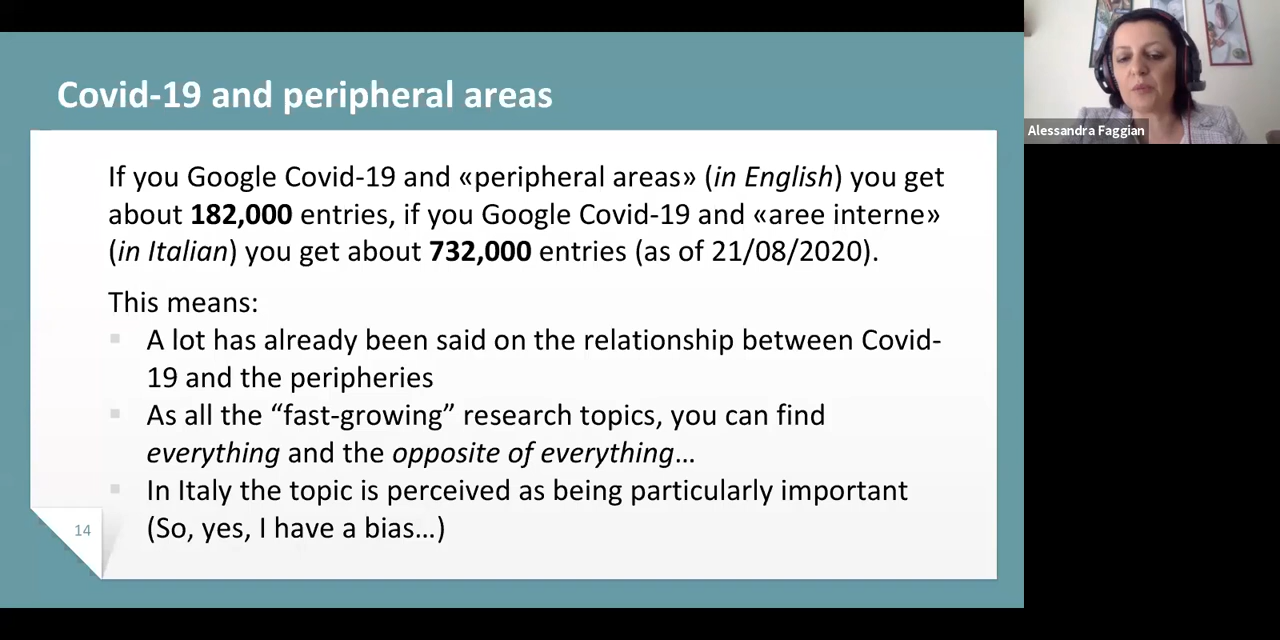 Covid-19 and peripheral areas
If you Google Covid-19 and «peripheral areas» (in English) you get
about 182,000 entries, if you Google Covid-19 and «aree interne»
(in Italian) you get about 732,000 entries (as of 21/08/2020).
This means:
A lot has already been said on the relationship between Covid-
19 and the peripheries
As all the “fast-growing” research topics, you can find
everything and the opposite of everything…
In Italy the topic is perceived as being particularly important
(So, yes, I have a bias…)
14
Alessandra Faggian